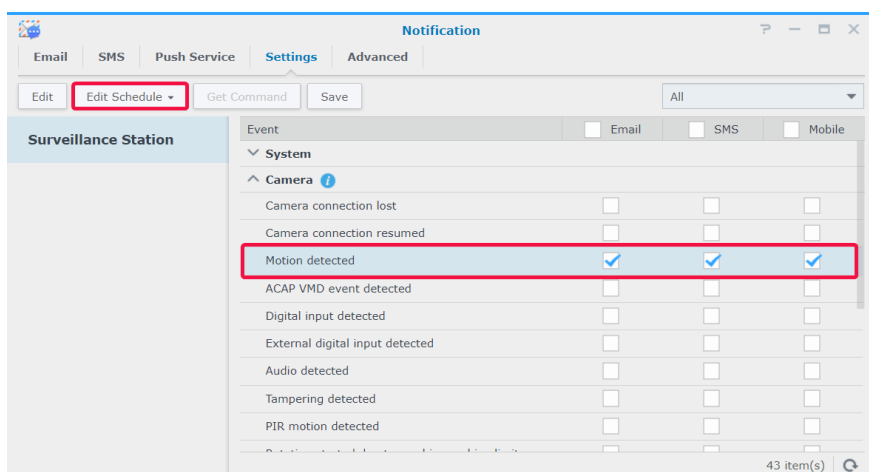 Notification
Email SMS Push Service Settings Advanced
Edit Edit Schedule Get Command Save All
Surveillance Station
Event Email SMS Mobile
System
Camera
Camera connection lost
Camera connection resumed
Motion detected
ACAP VMD event detected
Digital input detected
External digital input detected
Audio detected
Tampering detected
PIR motion detected
43 item(s)